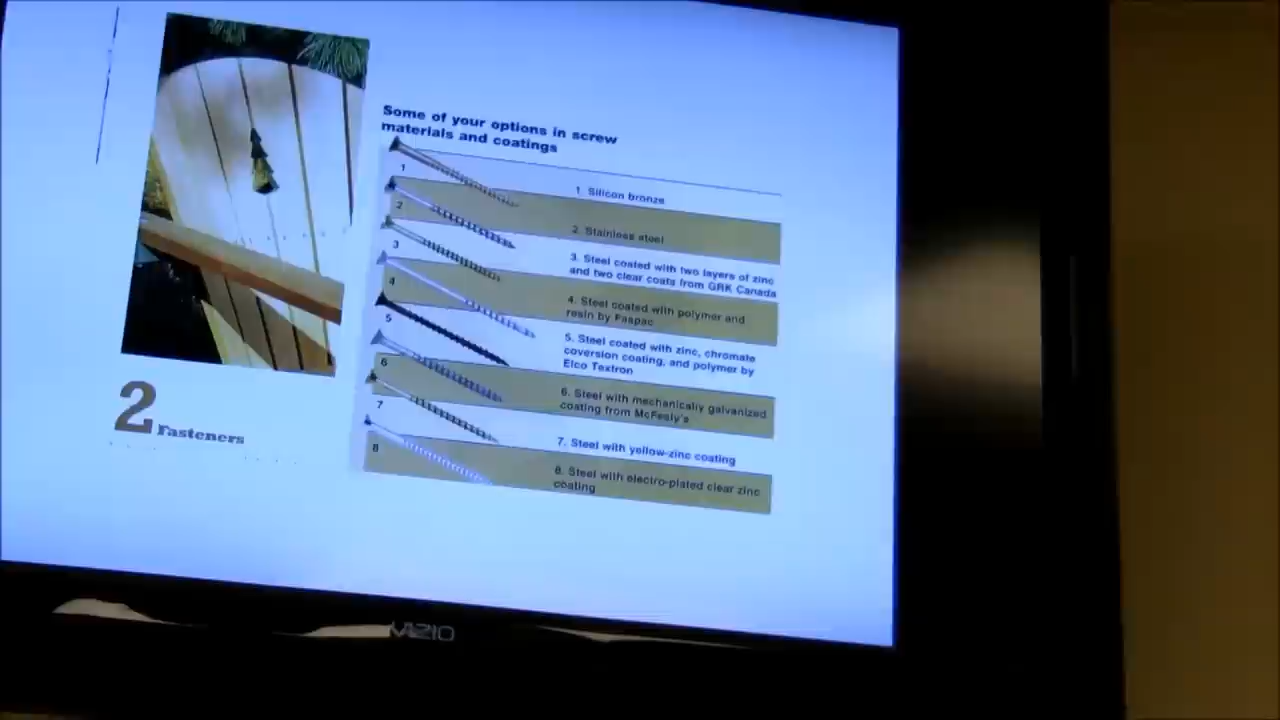 Some of your options in screw
materials and coatings
1
1. Silicon bronze
2
2. Stainless steel
3
3. Steel coated with two layers of zinc
and two clear coats from GRK Canada
4
4. Steel coated with polymer and
resin by Faspac
5
5. Steel coated with zinc, chromate
coversion coating, and polymer by
Elco Textron
6
6. Steel with mechanically galvanized
coating from McFeely's
7
7. Steel with yellow-zinc coating
8
8. Steel with electro-plated clear zinc
coating
2 Fasteners
VIZIO